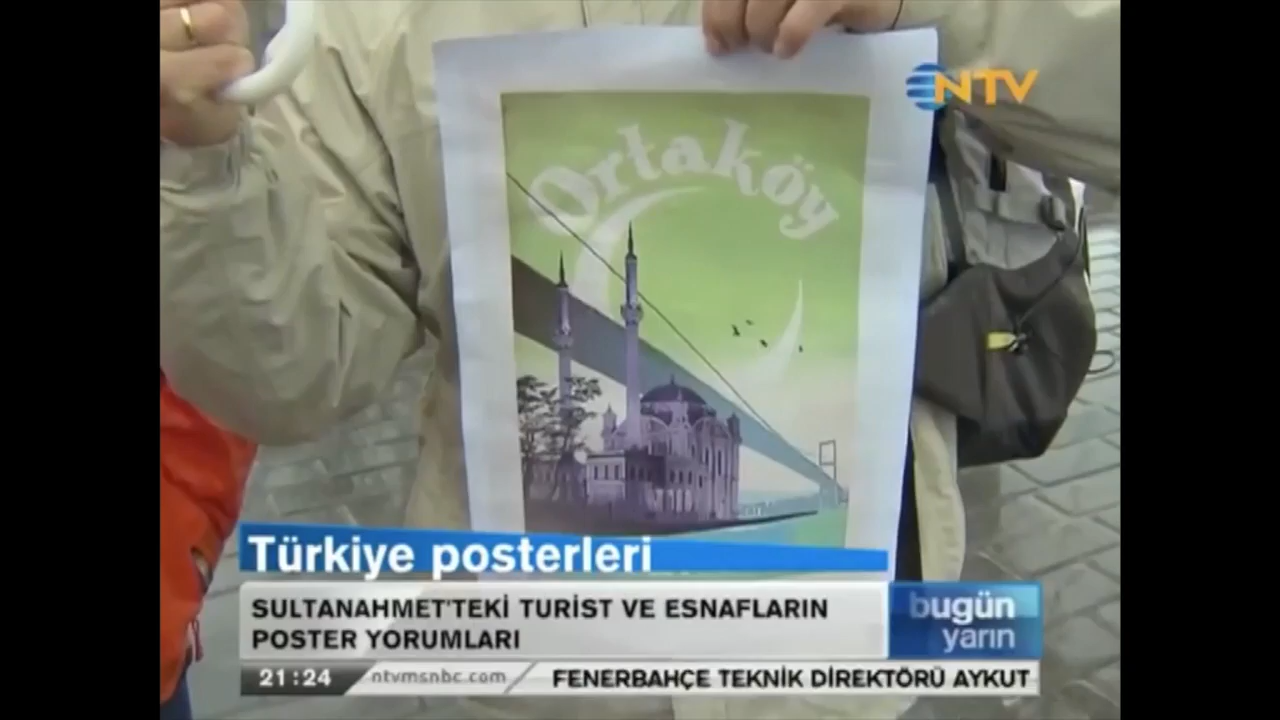 NTV
Ortaköy
Türkiye posterleri
SULTANAHMET'TEKİ TURİST VE ESNAFLARIN
POSTER YORUMLARI
bugün
yarın
21:24 ntvmsnbc.com FENERBAHÇE TEKNİK DİREKTÖRÜ AYKUT